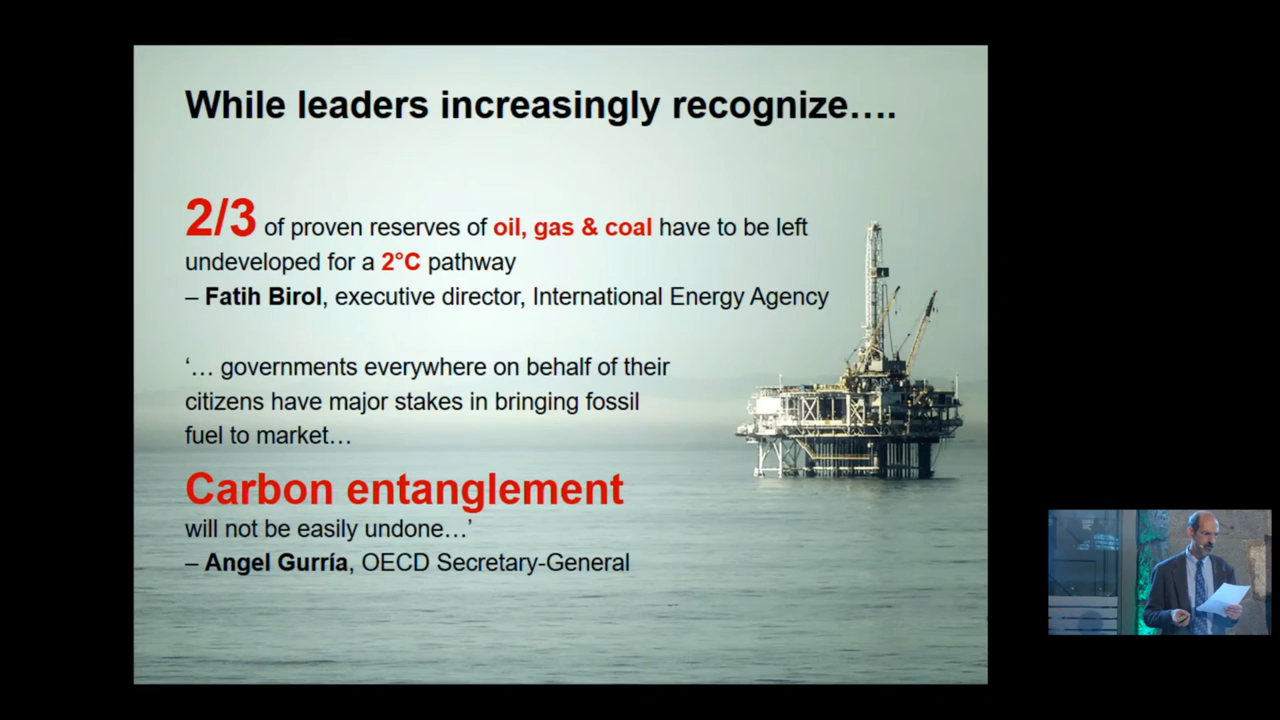 While leaders increasingly recognize….
2/3 of proven reserves of oil, gas & coal have to be left
undeveloped for a 2°C pathway
– Fatih Birol, executive director, International Energy Agency
‘… governments everywhere on behalf of their
citizens have major stakes in bringing fossil
fuel to market…
Carbon entanglement
will not be easily undone…’
– Angel Gurría, OECD Secretary-General